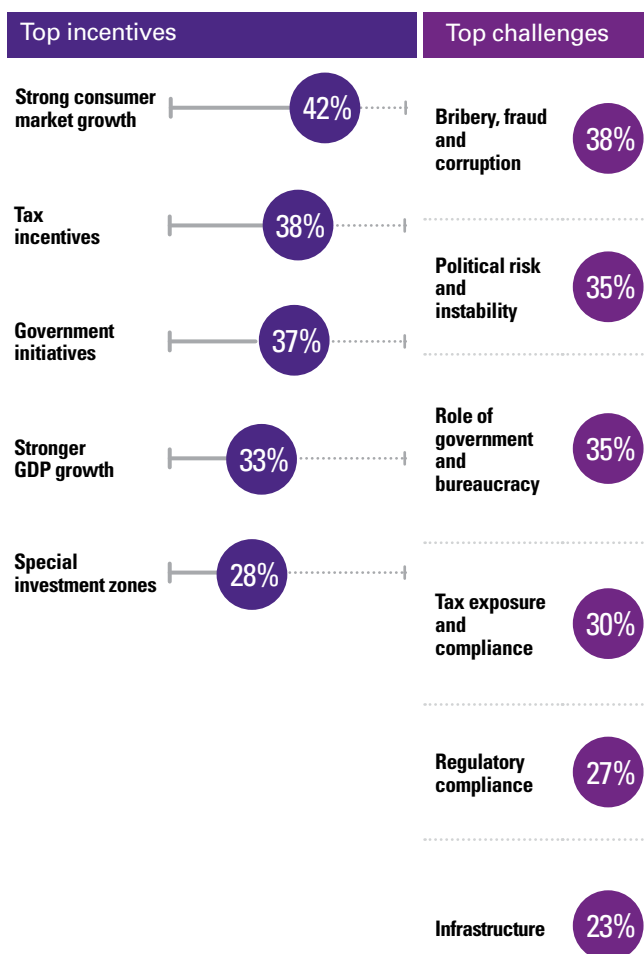 Top incentives
Strong consumer
market growth
42%
Tax
incentives
38%
Government
initiatives
37%
Stronger
GDP growth
33%
Special
investment zones
28%
Top challenges
Bribery, fraud
and
corruption
38%
Political risk
and
instability
35%
Role of
government
and
bureaucracy
35%
Tax exposure
and
compliance
30%
Regulatory
compliance
27%
Infrastructure
23%